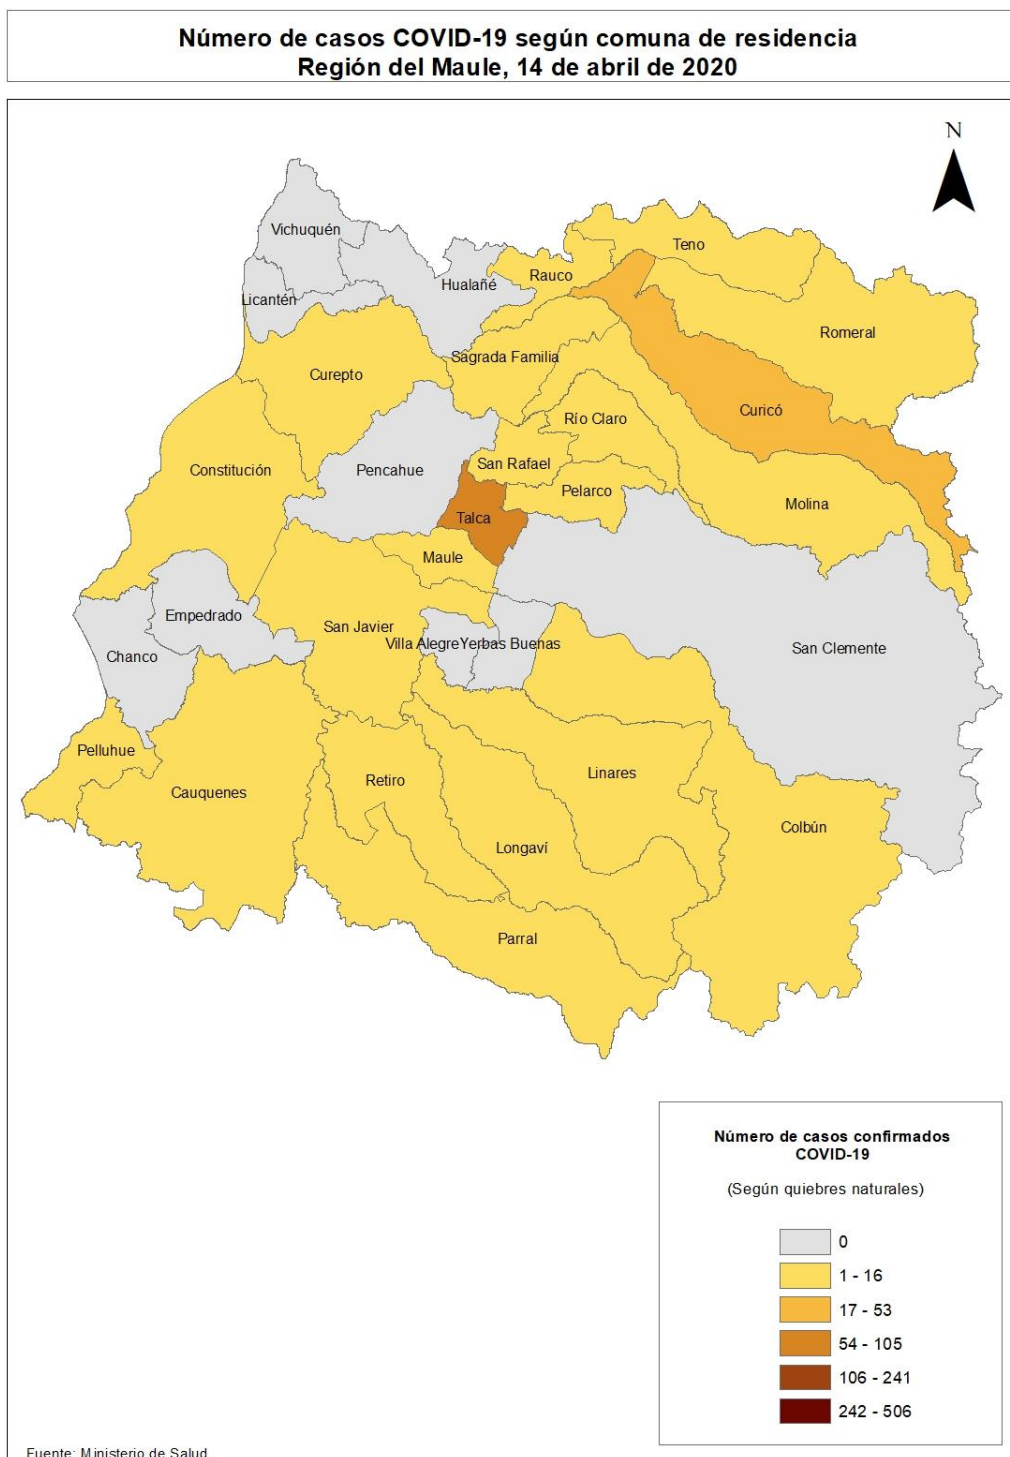 Número de casos COVID-19 según comuna de residencia
Región del Maule, 14 de abril de 2020
N
Vichuquén
Teno
Hualañé
Rauco
Licantén
Romeral
Sagrada Familia
Curepto
Curicó
Río Claro
Constitución
Pencahue
San Rafael
Pelarco
Molina
Talca
Maule
Empedrado
San Javier
Villa Alegre
Yerbas Buenas
San Clemente
Chanco
Pelluhue
Cauquenes
Retiro
Linares
Colbún
Longaví
Parral
Número de casos confirmados
COVID-19
(Según quiebres naturales)
0
1 - 16
17 - 53
54 - 105
106 - 241
242 - 506
Fuente: Ministerio de Salud